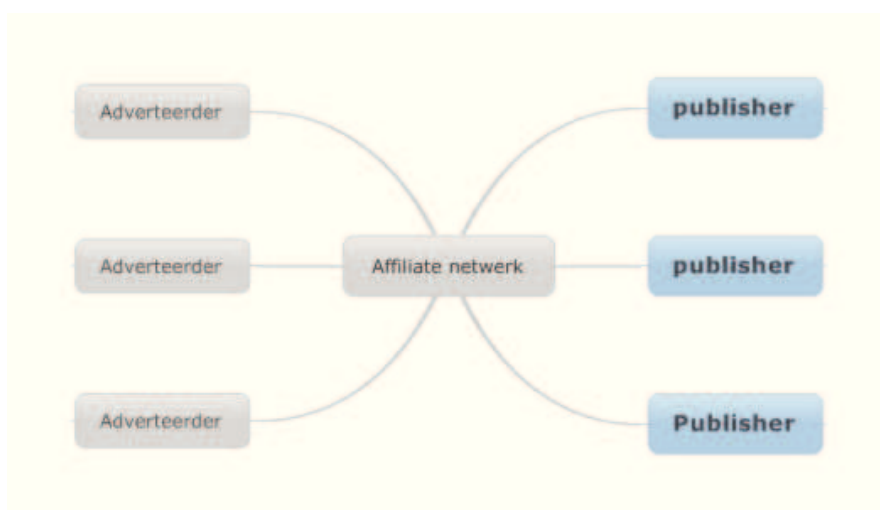 Adverteerder
publisher
Adverteerder
Affiliate netwerk
publisher
Adverteerder
Publisher